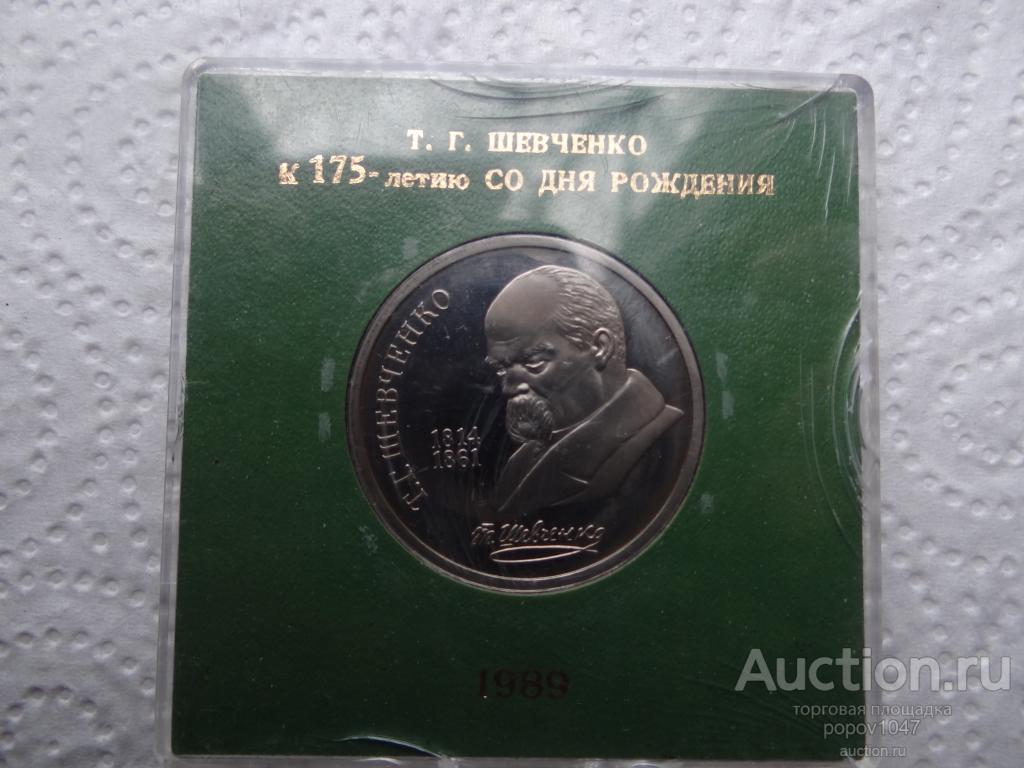 Т. Г. ШЕВЧЕНКО
К 175-летию СО ДНЯ РОЖДЕНИЯ
Т.Г. ШЕВЧЕНКО
1814
1861
Т. Шевченко
1989
Auction.ru
торговая площадка
popov1047
auction.ru